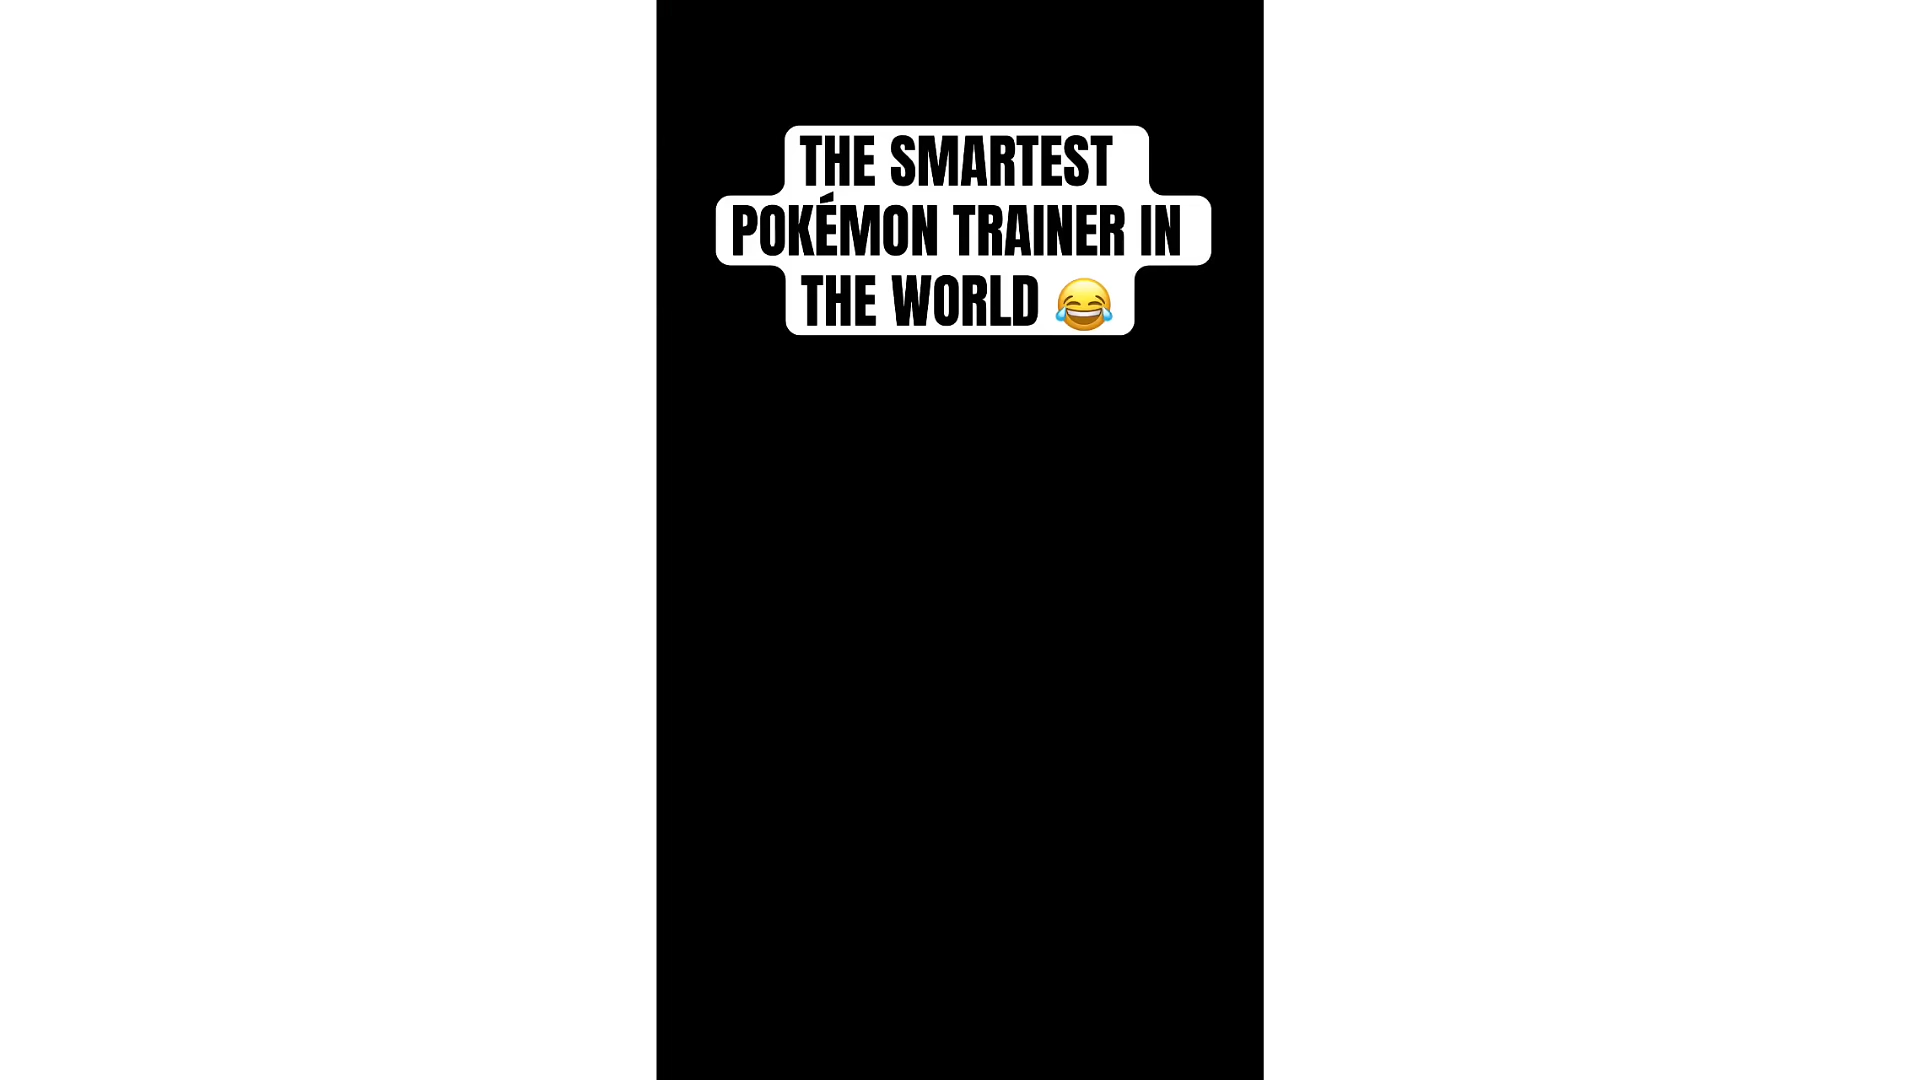 THE SMARTEST
POKÉMON TRAINER IN
THE WORLD 😂